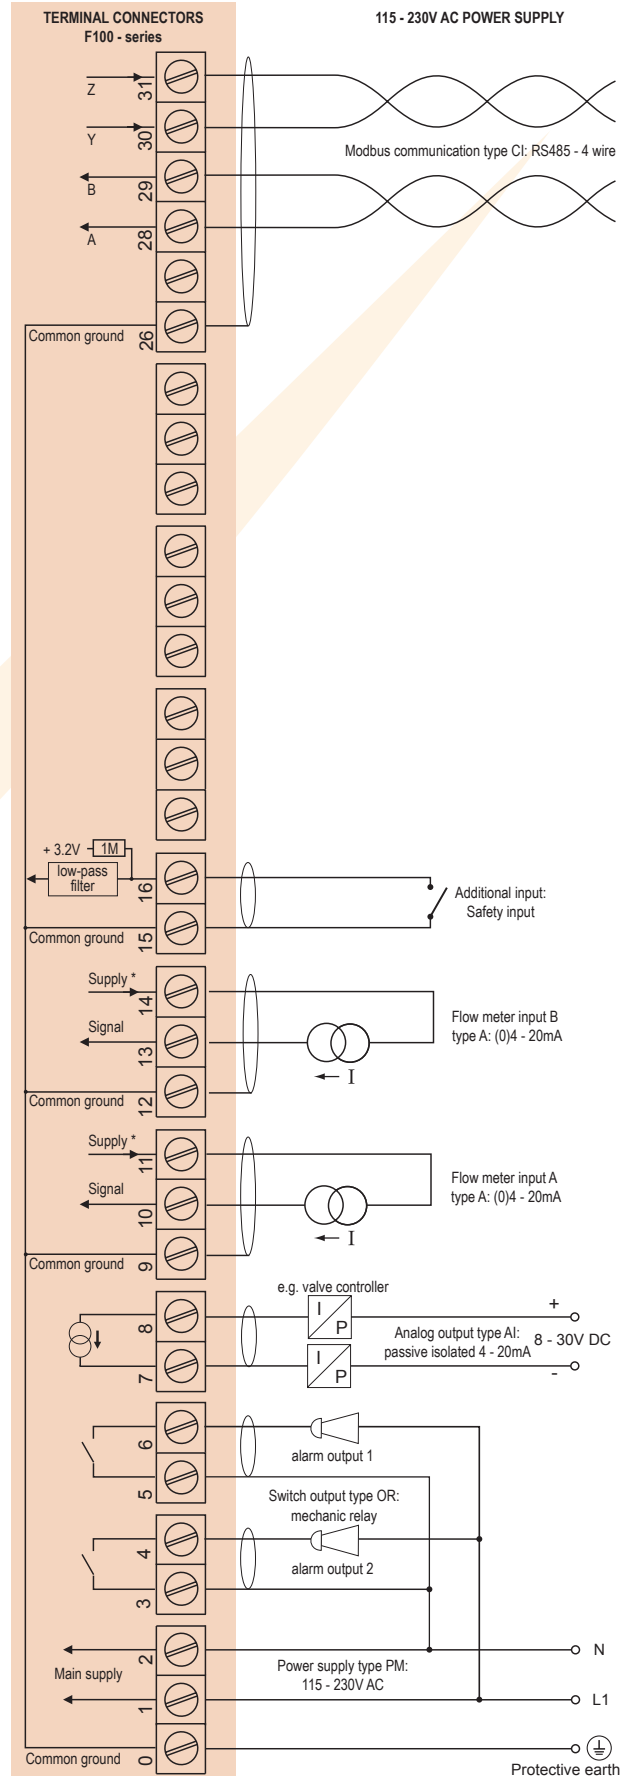 TERMINAL CONNECTORS
F100 - series
115 - 230V AC POWER SUPPLY
Z
31
Y
30
Modbus communication type CI: RS485 - 4 wire
B
29
A
28
Common ground
26
+ 3.2V
1M
low-pass
filter
16
Additional input:
Safety input
Common ground
15
Supply *
14
Flow meter input B
type A: (0)4 - 20mA
Signal
13
I
Common ground
12
Supply *
11
Flow meter input A
type A: (0)4 - 20mA
Signal
10
I
Common ground
9
e.g. valve controller
8
I
P
+
Analog output type AI:
passive isolated 4 - 20mA
8 - 30V DC
7
I
P
-
6
alarm output 1
5
Switch output type OR:
mechanic relay
4
alarm output 2
3
2
N
Main supply
Power supply type PM:
115 - 230V AC
1
L1
Common ground
0
Protective earth